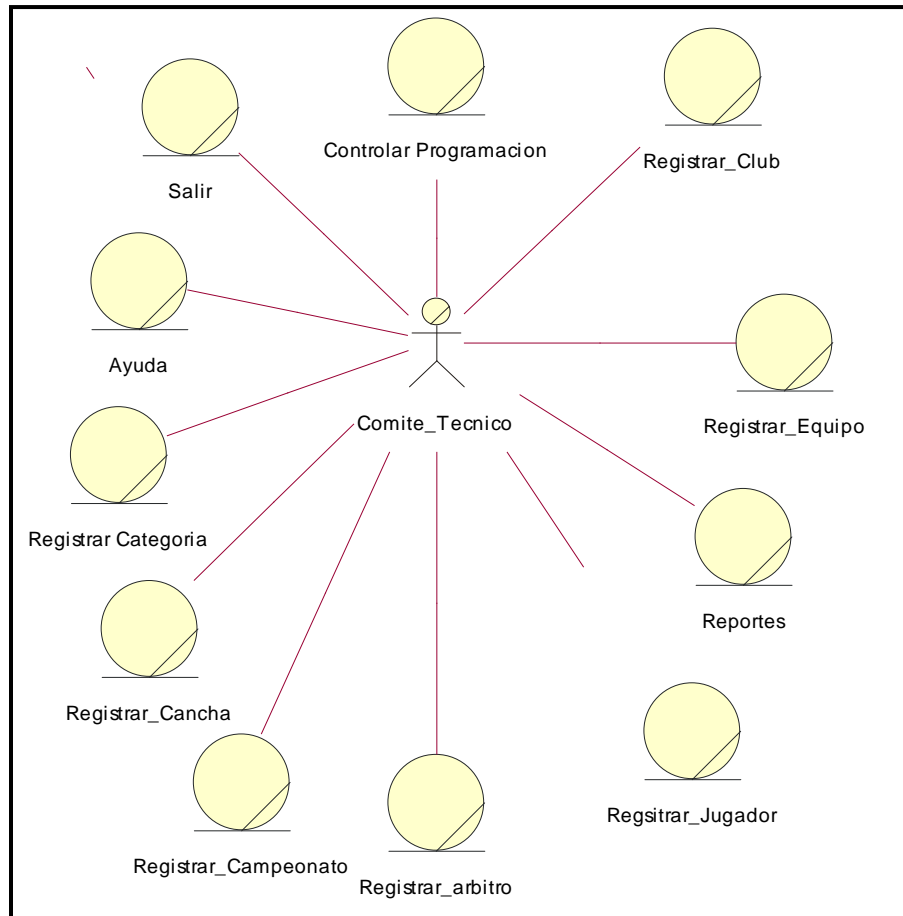 Controlar Programacion
Registrar_Club
Salir
Ayuda
Comite_Tecnico
Registrar_Equipo
Registrar Categoria
Reportes
Registrar_Cancha
Regsitrar_Jugador
Registrar_Campeonato
Registrar_arbitro